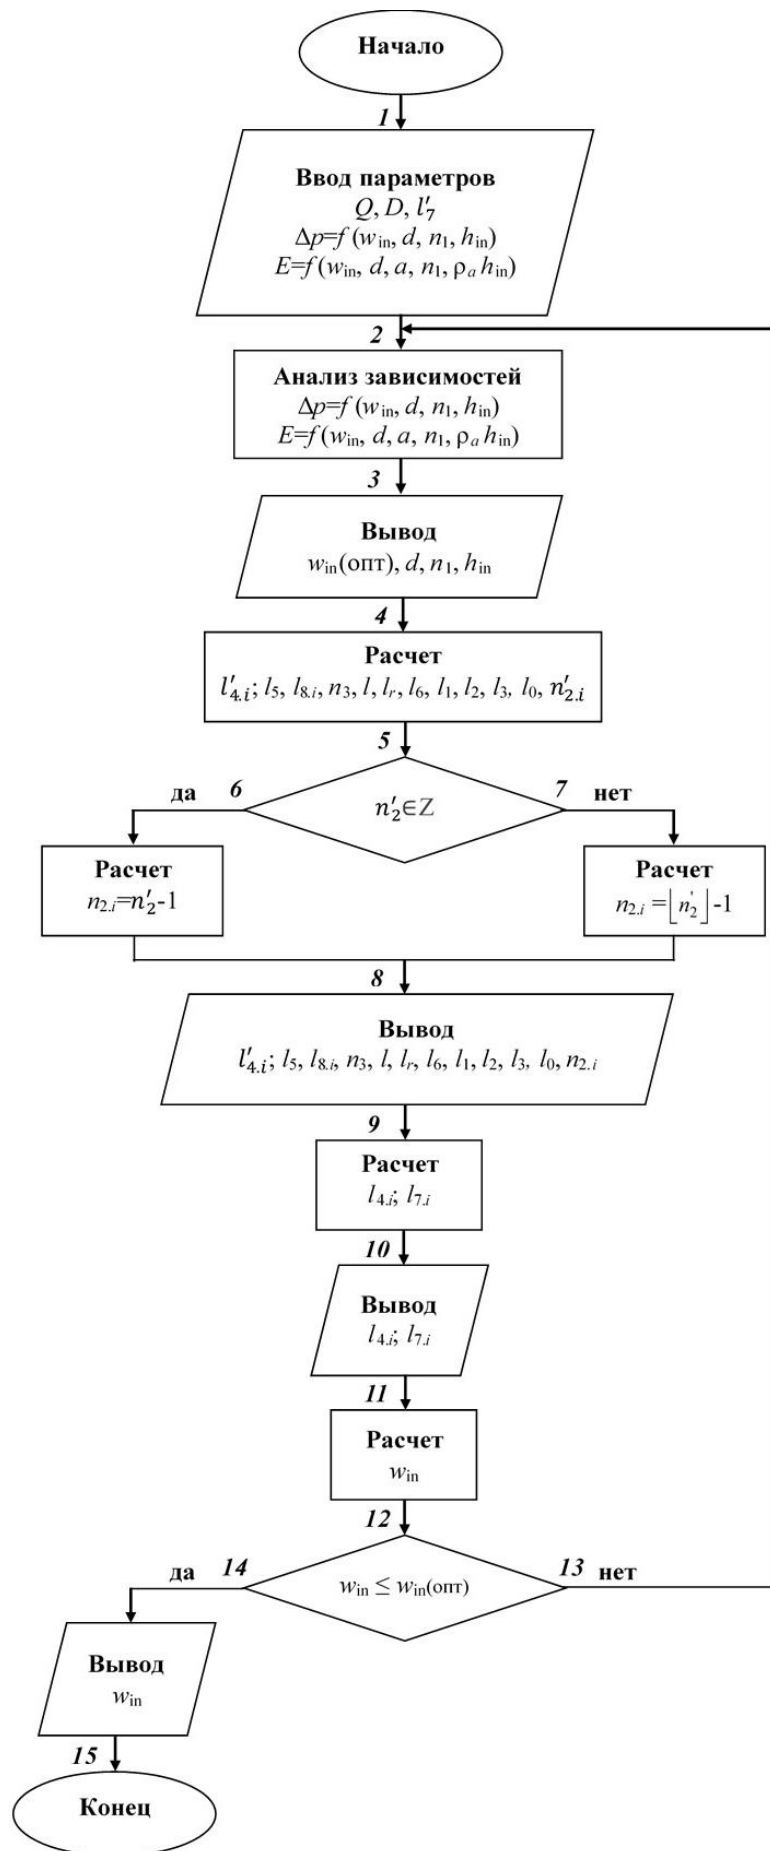 Начало
1
Ввод параметров
Q, D, l′₇
Δp=f (wᵢₙ, d, n₁, hᵢₙ)
E=f(wᵢₙ, d, a, n₁, ρₐ hᵢₙ)
2
Анализ зависимостей
Δp=f (wᵢₙ, d, n₁, hᵢₙ)
E=f(wᵢₙ, d, a, n₁, ρₐ hᵢₙ)
3
Вывод
wᵢₙ(опт), d, n₁, hᵢₙ
4
Расчет
l′₄.ᵢ; l₅, l₈.ᵢ, n₃, l, lᵣ, l₆, l₁, l₂, l₃, l₀, n′₂.ᵢ
5
да 6
n′₂∈Z
7 нет
Расчет
n₂.ᵢ=n′₂-1
Расчет
n₂.ᵢ =⌊n′₂⌋-1
8
Вывод
l′₄.ᵢ; l₅, l₈.ᵢ, n₃, l, lᵣ, l₆, l₁, l₂, l₃, l₀, n₂.ᵢ
9
Расчет
l₄.ᵢ; l₇.ᵢ
10
Вывод
l₄.ᵢ; l₇.ᵢ
11
Расчет
wᵢₙ
12
да 14
wᵢₙ ≤ wᵢₙ(опт)
13 нет
Вывод
wᵢₙ
15
Конец